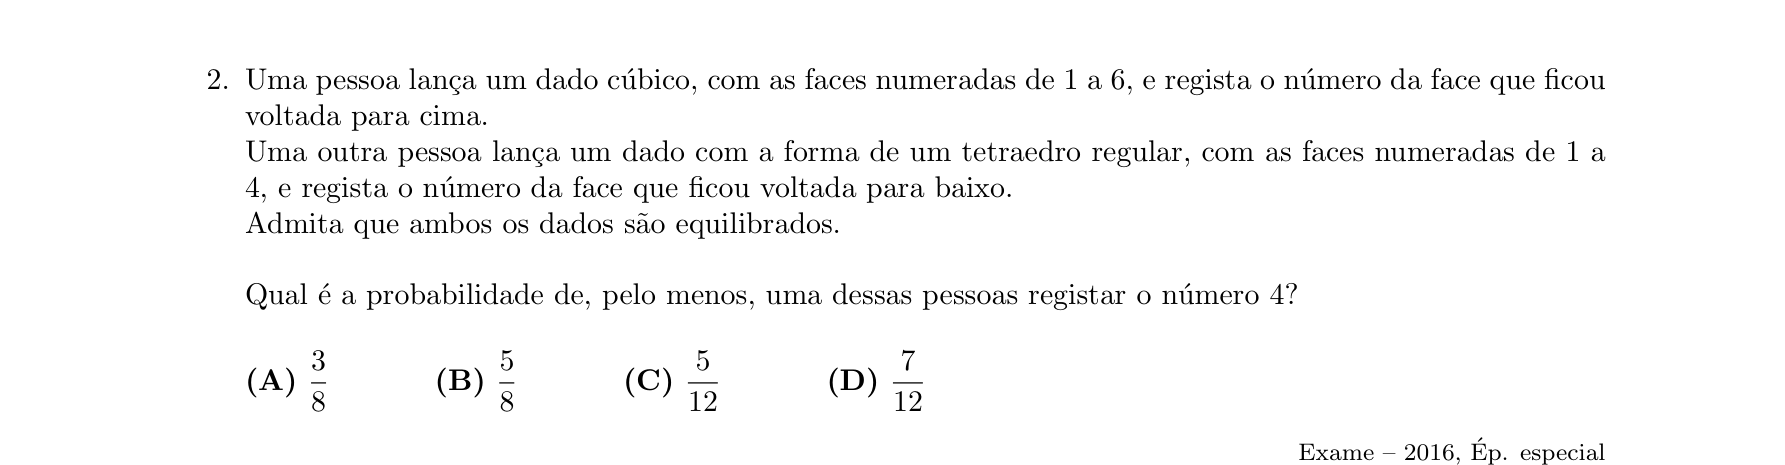 2. Uma pessoa lança um dado cúbico, com as faces numeradas de 1 a 6, e regista o número da face que ficou
voltada para cima.
Uma outra pessoa lança um dado com a forma de um tetraedro regular, com as faces numeradas de 1 a
4, e regista o número da face que ficou voltada para baixo.
Admita que ambos os dados são equilibrados.
Qual é a probabilidade de, pelo menos, uma dessas pessoas registar o número 4?
(A) 3/8 (B) 5/8 (C) 5/12 (D) 7/12
Exame – 2016, Ép. especial